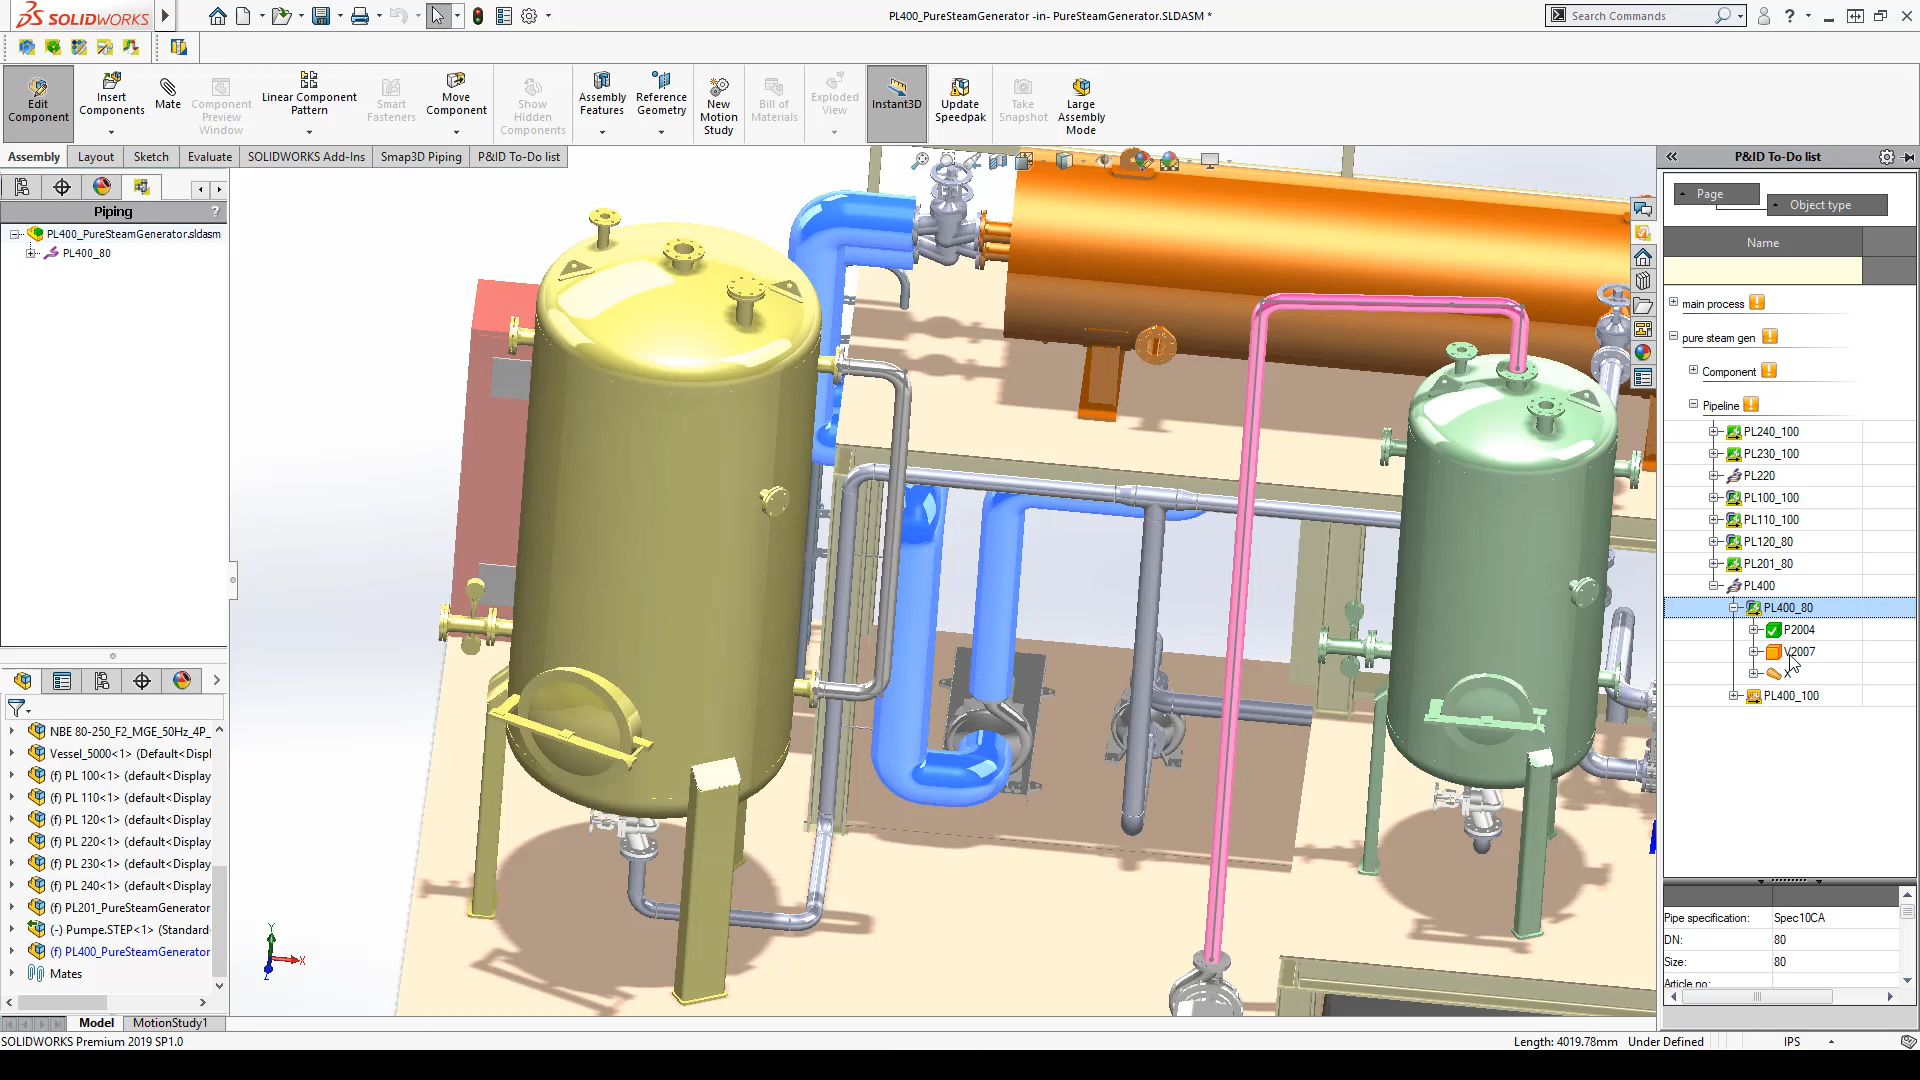 SOLIDWORKS
PL400_PureSteamGenerator -in- PureSteamGenerator.SLDASM *
Search Commands
?
Edit Component
Insert Components
Mate
Component Preview Window
Linear Component Pattern
Smart Fasteners
Move Component
Show Hidden Components
Assembly Features
Reference Geometry
New Motion Study
Bill of Materials
Exploded View
Instant3D
Update Speedpak
Take Snapshot
Large Assembly Mode
Assembly
Layout
Sketch
Evaluate
SOLIDWORKS Add-Ins
Smap3D Piping
P&ID To-Do list
Piping
?
PL400_PureSteamGenerator.sldasm
PL400_80
NBE 80-250_F2_MGE_50Hz_4P_
Vessel_5000<1> (Default<Displ
(f) PL 100<1> (default<Display
(f) PL 110<1> (default<Display
(f) PL 120<1> (default<Display
(f) PL 220<1> (default<Display
(f) PL 230<1> (default<Display
(f) PL 240<1> (default<Display
(f) PL201_PureSteamGenerator
(-) Pumpe.STEP<1> (Standard
(f) PL400_PureSteamGenerator
Mates
Y
X
Z
P&ID To-Do list
Page
Object type
Name
main process
pure steam gen
Component
Pipeline
PL240_100
PL230_100
PL220
PL100_100
PL110_100
PL120_80
PL201_80
PL400
PL400_80
P2004
V2007
X
PL400_100
Pipe specification: Spec10CA
DN: 80
Size: 80
Article no:
Model
MotionStudy1
SOLIDWORKS Premium 2019 SP1.0
Length: 4019.78mm
Under Defined
IPS